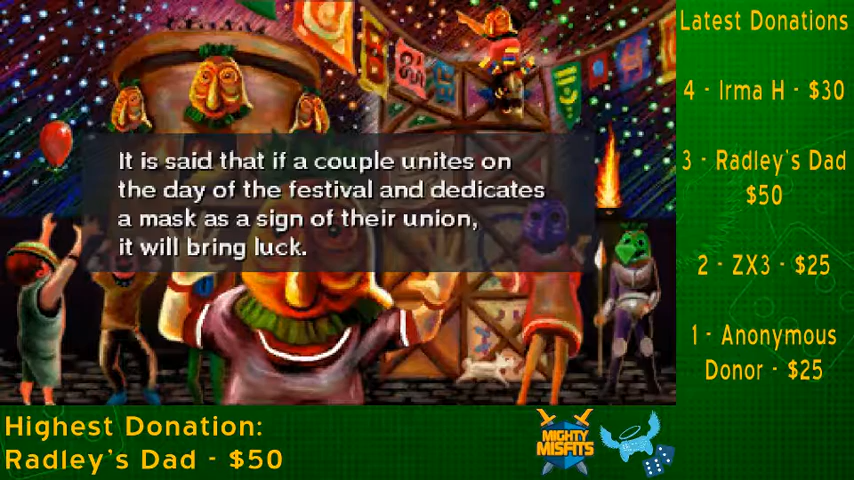 It is said that if a couple unites on
the day of the festival and dedicates
a mask as a sign of their union,
it will bring luck.
Latest Donations
4 - Irma H - $30
3 - Radley's Dad
$50
2 - ZX3 - $25
1 - Anonymous
Donor - $25
Highest Donation:
Radley's Dad - $50
MIGHTY
MISFITS